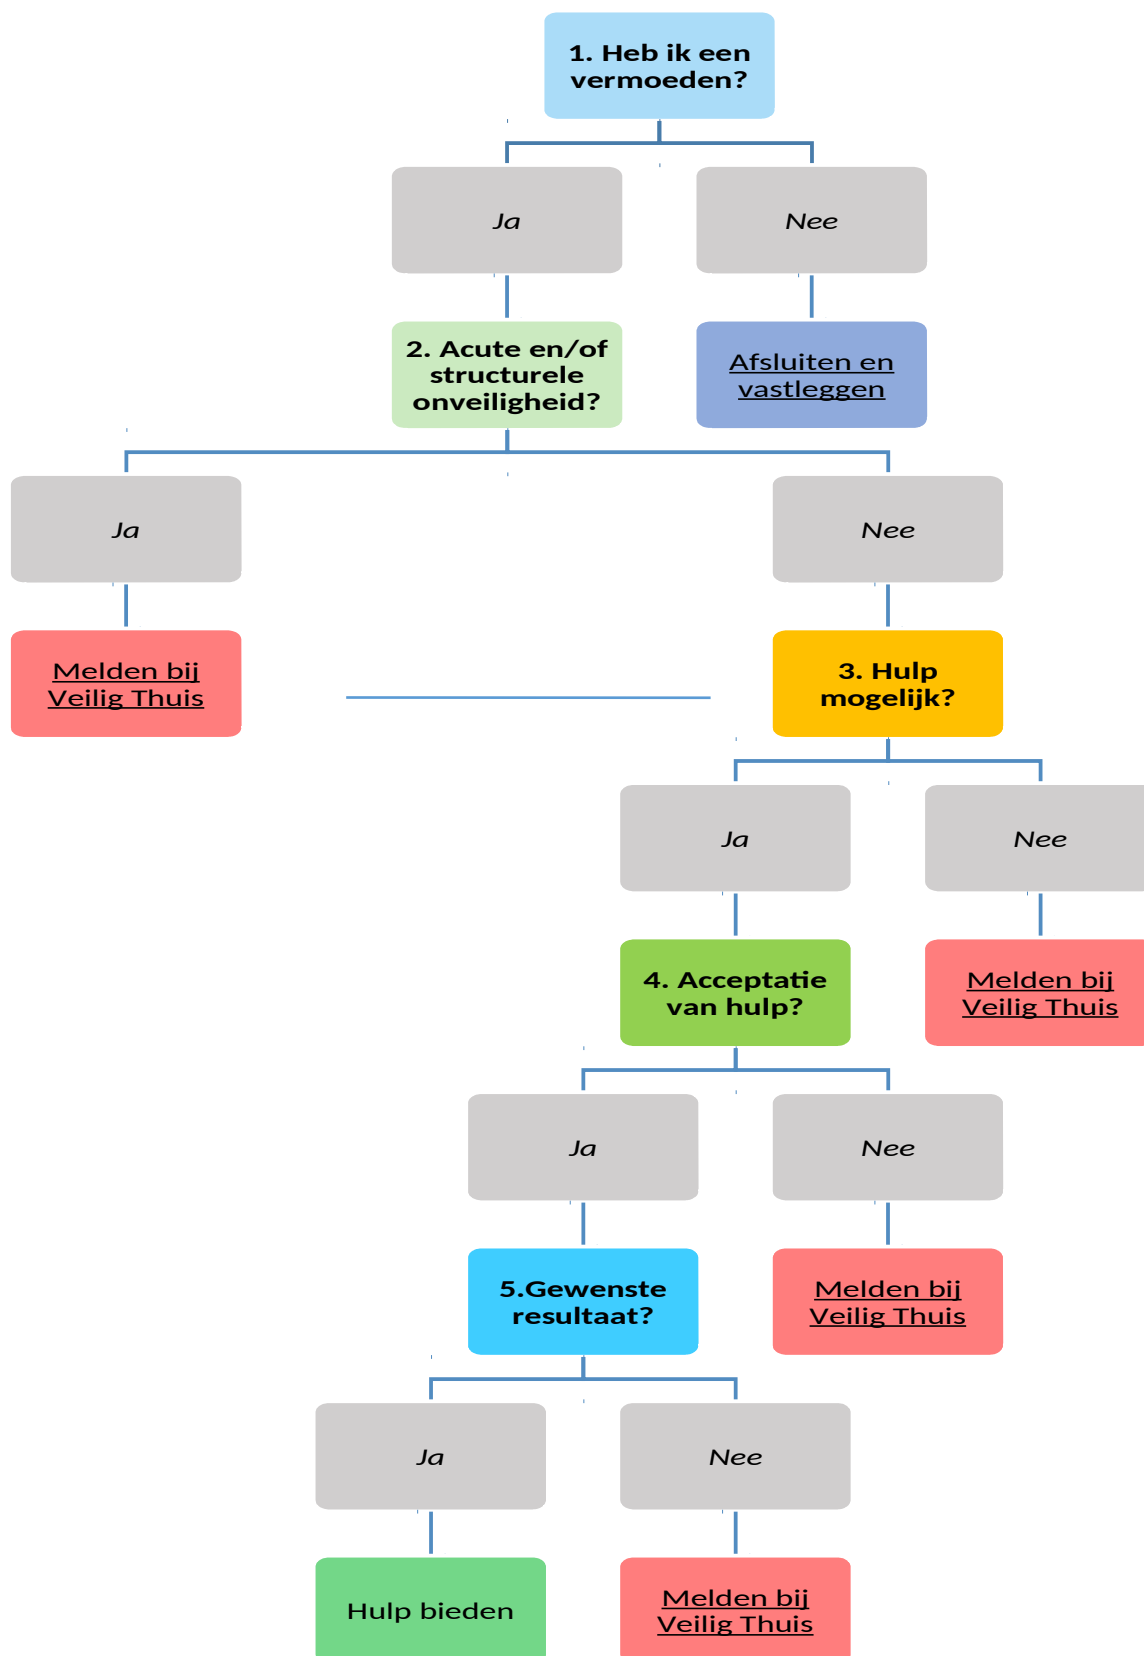 1. Heb ik een
vermoeden?
Ja
Nee
2. Acute en/of
structurele
onveiligheid?
Afsluiten en
vastleggen
Ja
Nee
Melden bij
Veilig Thuis
3. Hulp
mogelijk?
Ja
Nee
4. Acceptatie
van hulp?
Melden bij
Veilig Thuis
Ja
Nee
5.Gewenste
resultaat?
Melden bij
Veilig Thuis
Ja
Nee
Hulp bieden
Melden bij
Veilig Thuis